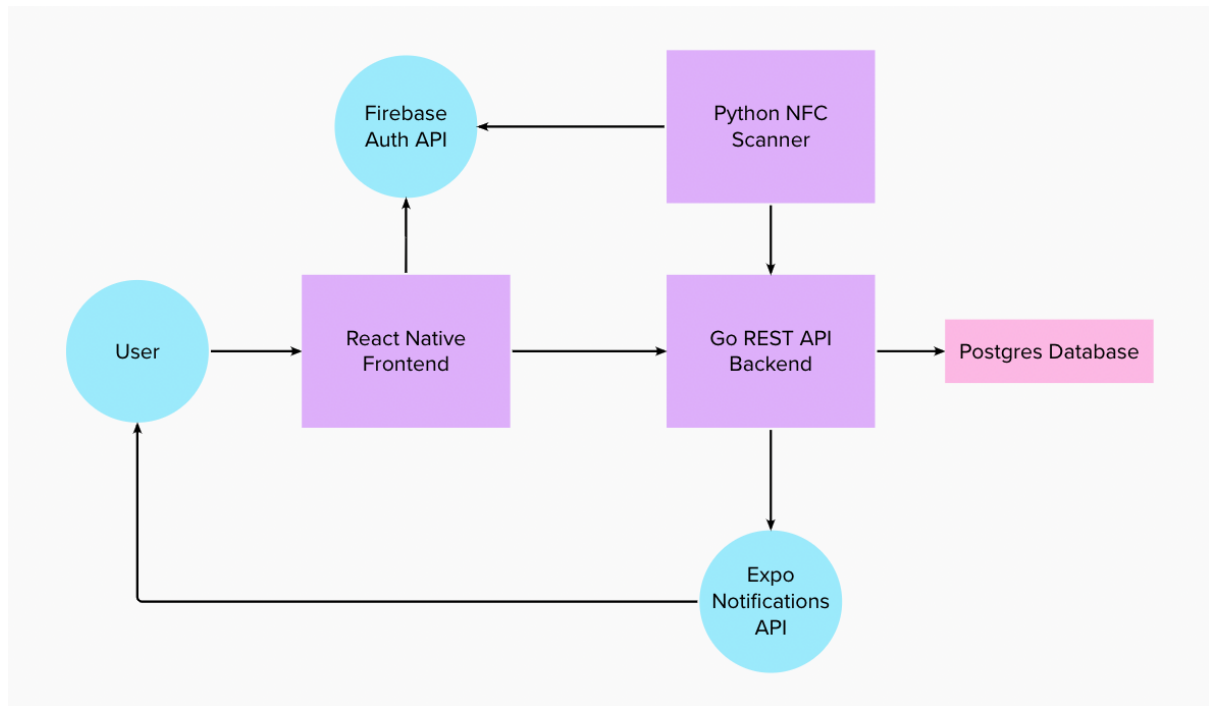 Firebase
Auth API
Python NFC
Scanner
User
React Native
Frontend
Go REST API
Backend
Postgres Database
Expo
Notifications
API